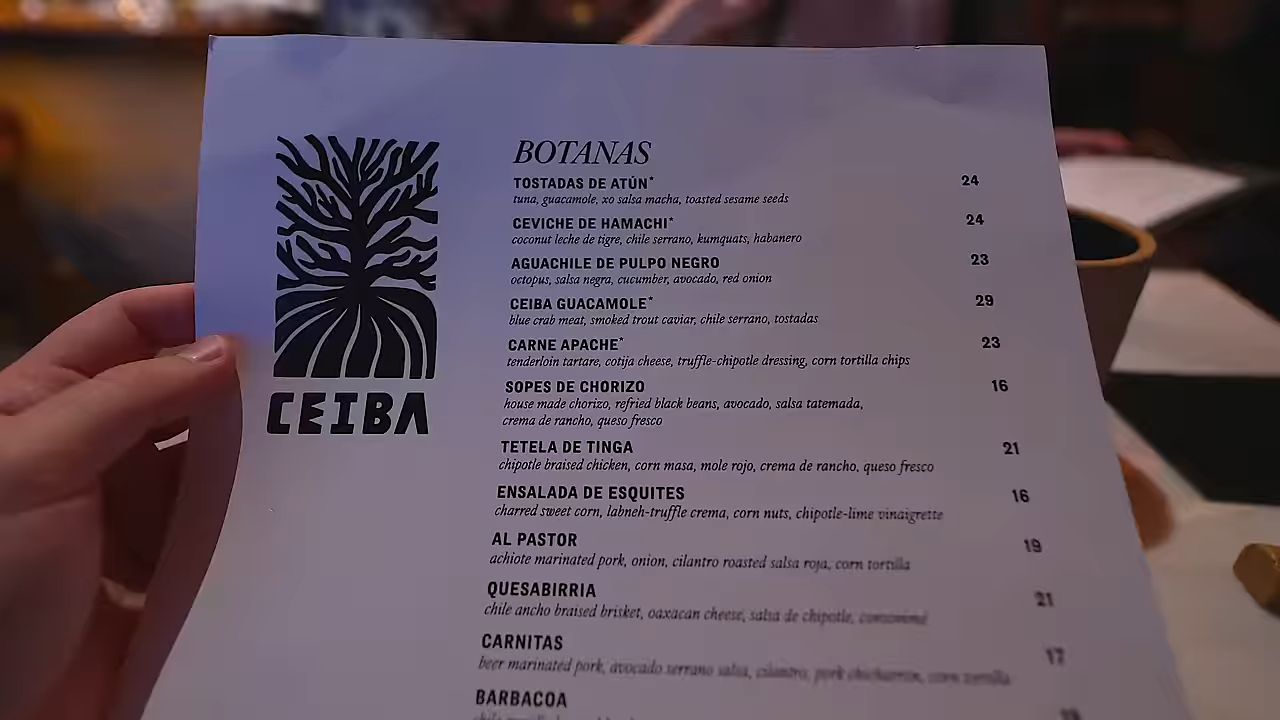 CEIBA
BOTANAS
TOSTADAS DE ATÚN* 24
tuna, guacamole, xo salsa macha, toasted sesame seeds
CEVICHE DE HAMACHI* 24
coconut leche de tigre, chile serrano, kumquats, habanero
AGUACHILE DE PULPO NEGRO 23
octopus, salsa negra, cucumber, avocado, red onion
CEIBA GUACAMOLE* 29
blue crab meat, smoked trout caviar, chile serrano, tostadas
CARNE APACHE* 23
tenderloin tartare, cotija cheese, truffle-chipotle dressing, corn tortilla chips
SOPES DE CHORIZO 16
house made chorizo, refried black beans, avocado, salsa tatemada,
crema de rancho, queso fresco
TETELA DE TINGA 21
chipotle braised chicken, corn masa, mole rojo, crema de rancho, queso fresco
ENSALADA DE ESQUITES 16
charred sweet corn, labneh-truffle crema, corn nuts, chipotle-lime vinaigrette
AL PASTOR 19
achiote marinated pork, onion, cilantro roasted salsa roja, corn tortilla
QUESABIRRIA 21
chile ancho braised brisket, oaxacan cheese, salsa de chipotle, consommé
CARNITAS 17
beer marinated pork, avocado serrano salsa, cilantro, pork chicharron, corn tortilla
BARBACOA